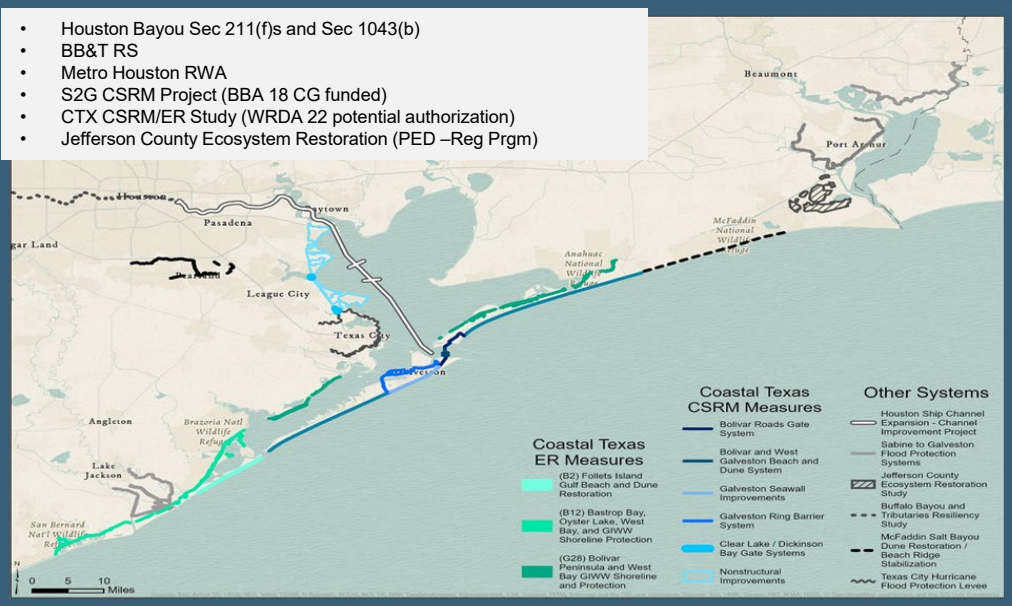 • Houston Bayou Sec 211(f)s and Sec 1043(b)
• BB&T RS
• Metro Houston RWA
• S2G CSRM Project (BBA 18 CG funded)
• CTX CSRM/ER Study (WRDA 22 potential authorization)
• Jefferson County Ecosystem Restoration (PED –Reg Prgm)
Beaumont
Port Ar nur
Houston
ytown
Pasadena
gar Land
McFaddin
National
Wildlife
Refuge
Anahuac
National
Wildlife
Refuge
Pearland
League City
Texas City
Galveston
Angleton
Brazoria Natl
Wildlife
Refuge
Lake
Jackson
San Bernard
Nat'l Wildlife
Refuge
N
0 5 10
Miles
Coastal Texas
ER Measures
(B2) Follets Island
Gulf Beach and Dune
Restoration
(B12) Bastrop Bay,
Oyster Lake, West
Bay, and GIWW
Shoreline Protection
(G28) Bolivar
Peninsula and West
Bay GIWW Shoreline
and Protection
Coastal Texas
CSRM Measures
Bolivar Roads Gate
System
Bolivar and West
Galveston Beach and
Dune System
Galveston Seawall
Improvements
Galveston Ring Barrier
System
Clear Lake / Dickinson
Bay Gate Systems
Nonstructural
Improvements
Other Systems
Houston Ship Channel
Expansion - Channel
Improvement Project
Sabine to Galveston
Flood Protection
Systems
Jefferson County
Ecosystem Restoration
Study
Buffalo Bayou and
Tributaries Resiliency
Study
McFaddin Salt Bayou
Dune Restoration /
Beach Ridge
Stabilization
Texas City Hurricane
Flood Protection Levee